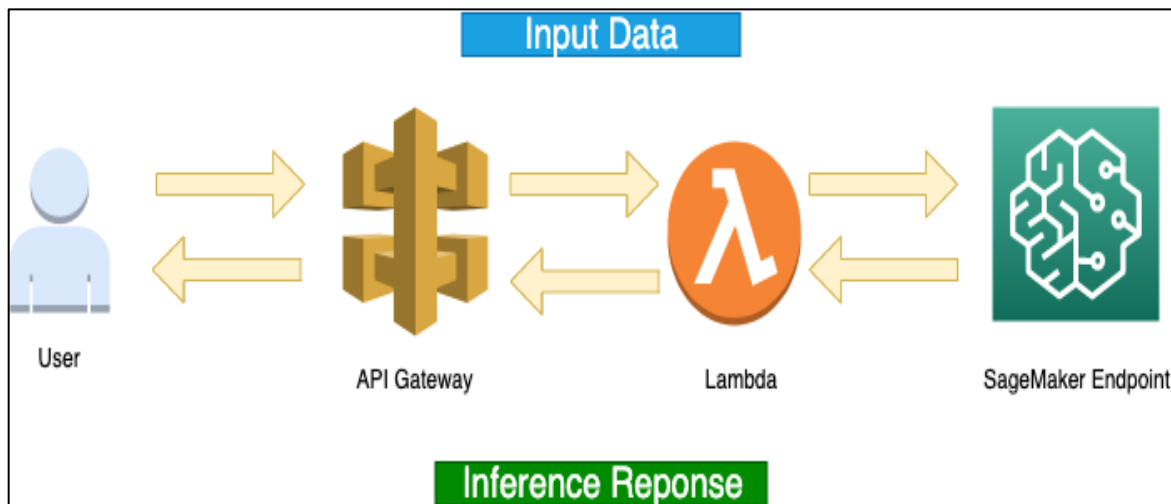 Input Data
User
API Gateway
Lambda
SageMaker Endpoint
Inference Reponse